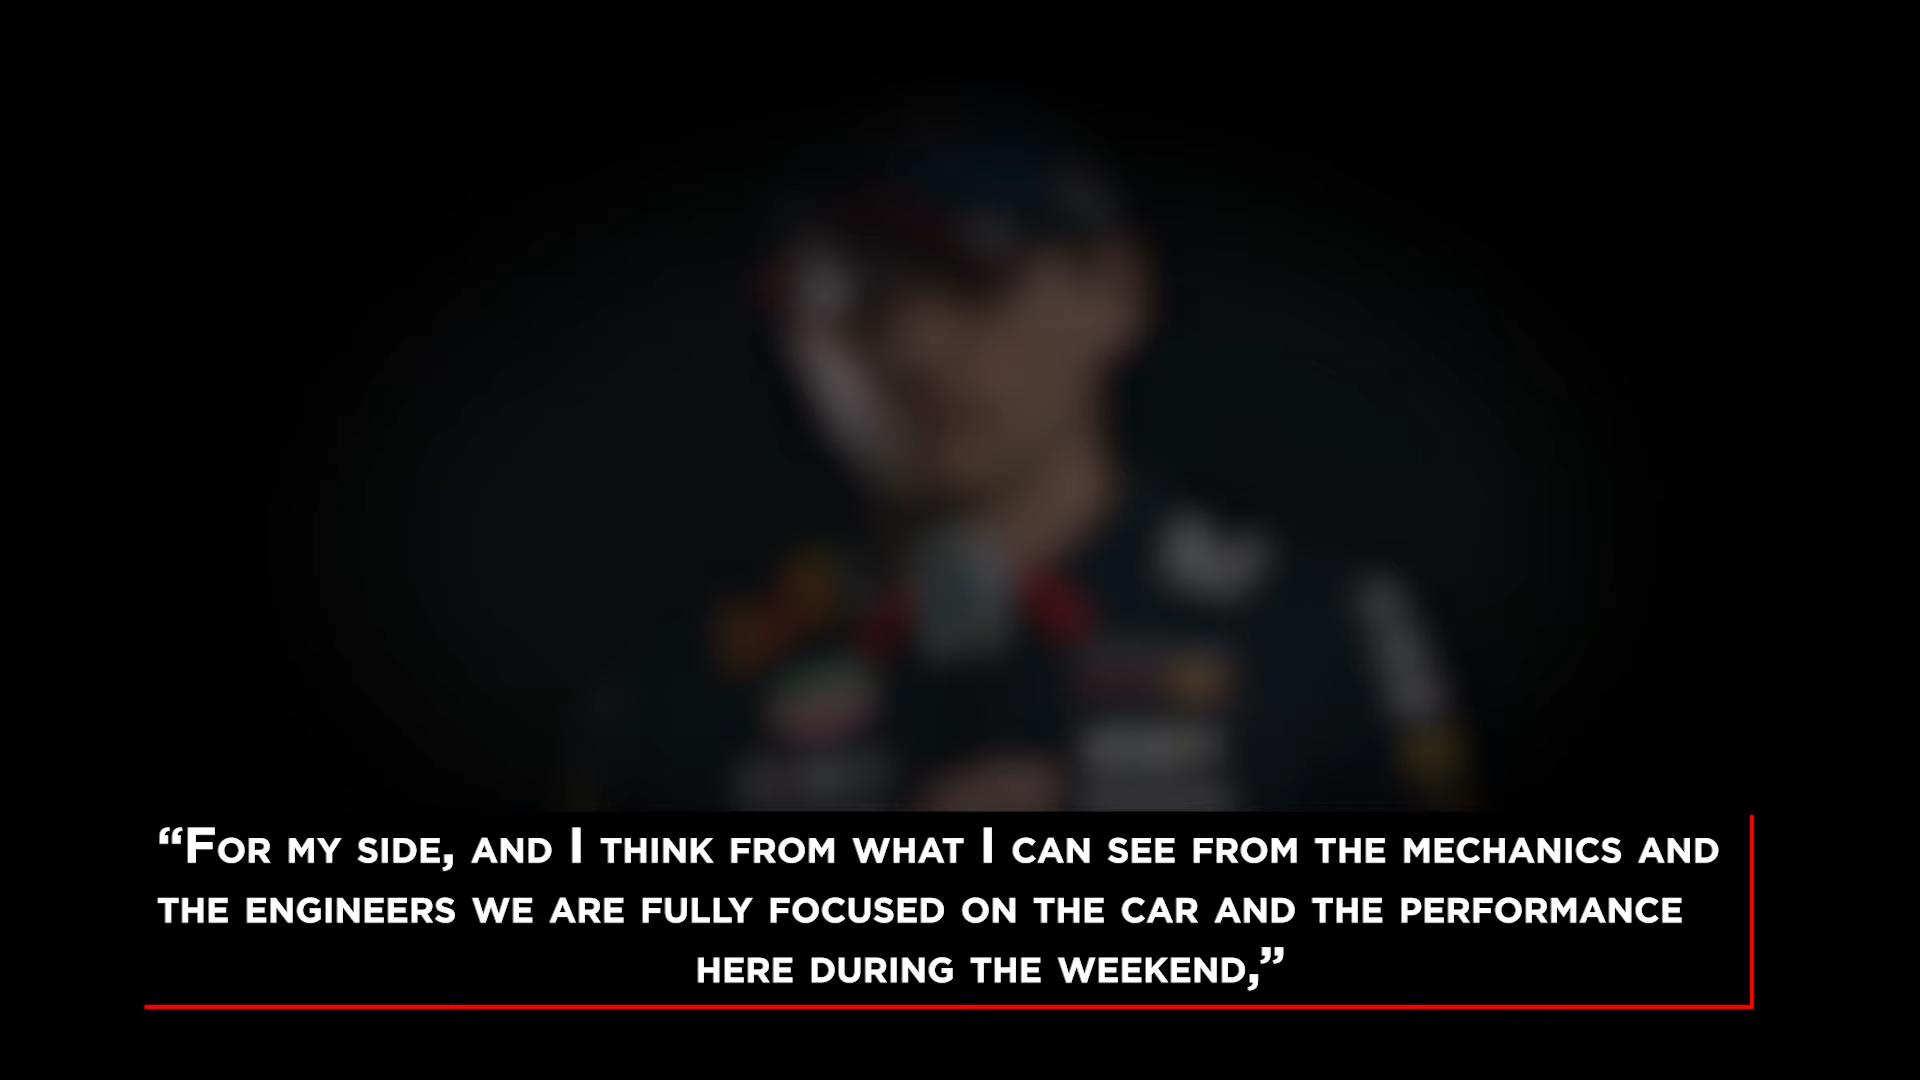 “For my side, and I think from what I can see from the mechanics and
the engineers we are fully focused on the car and the performance
here during the weekend,”